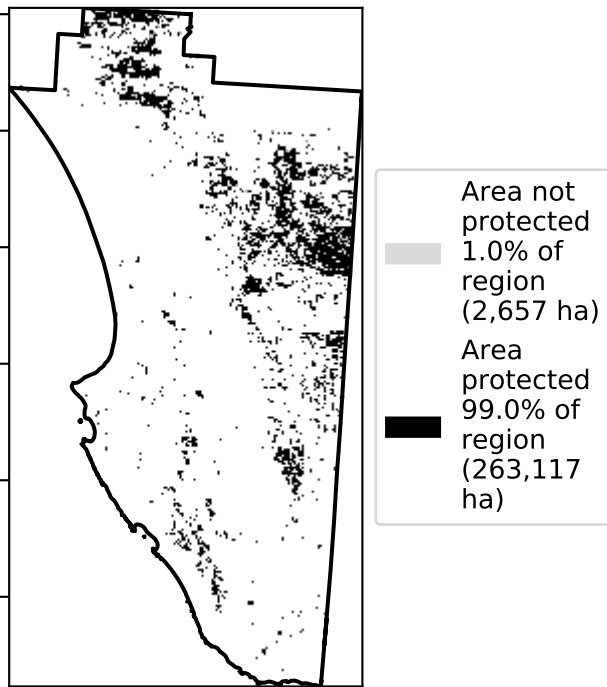 Area not
protected
1.0% of
region
(2,657 ha)
Area
protected
99.0% of
region
(263,117
ha)